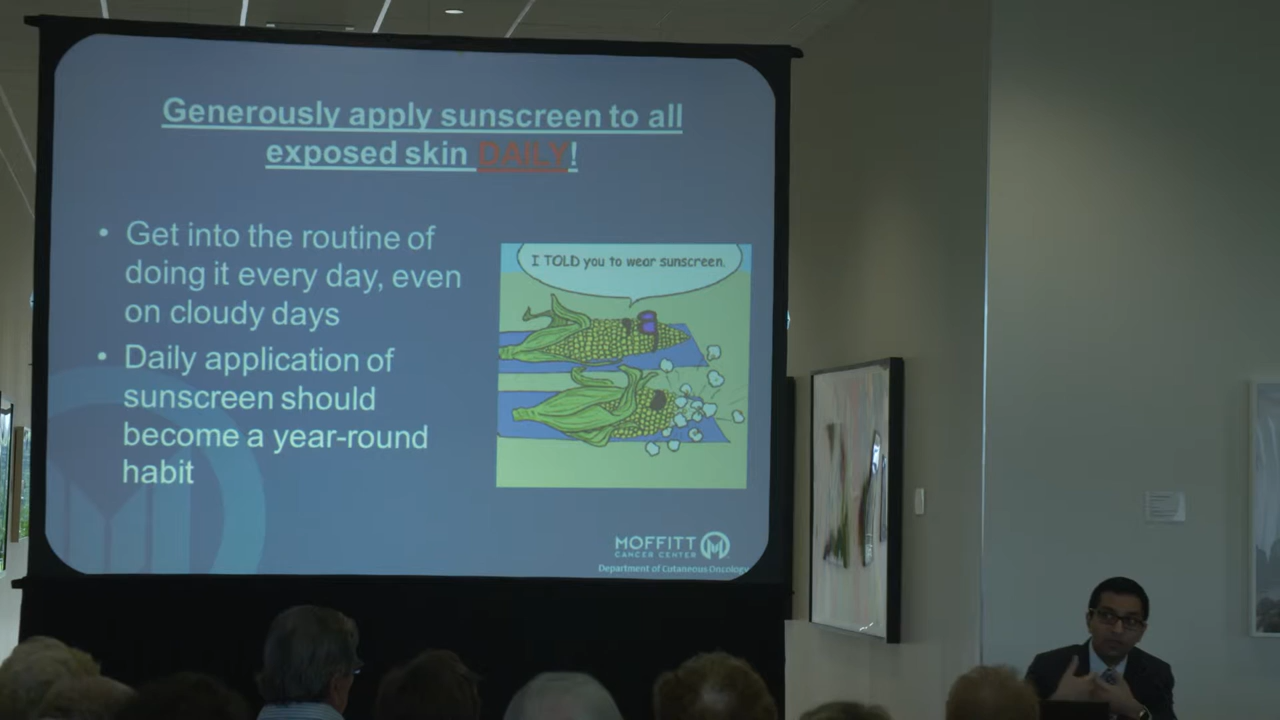 Generously apply sunscreen to all
exposed skin DAILY!
• Get into the routine of
doing it every day, even
on cloudy days
• Daily application of
sunscreen should
become a year-round
habit
I TOLD you to wear sunscreen.
MOFFITT
CANCER CENTER
Department of Cutaneous Oncology